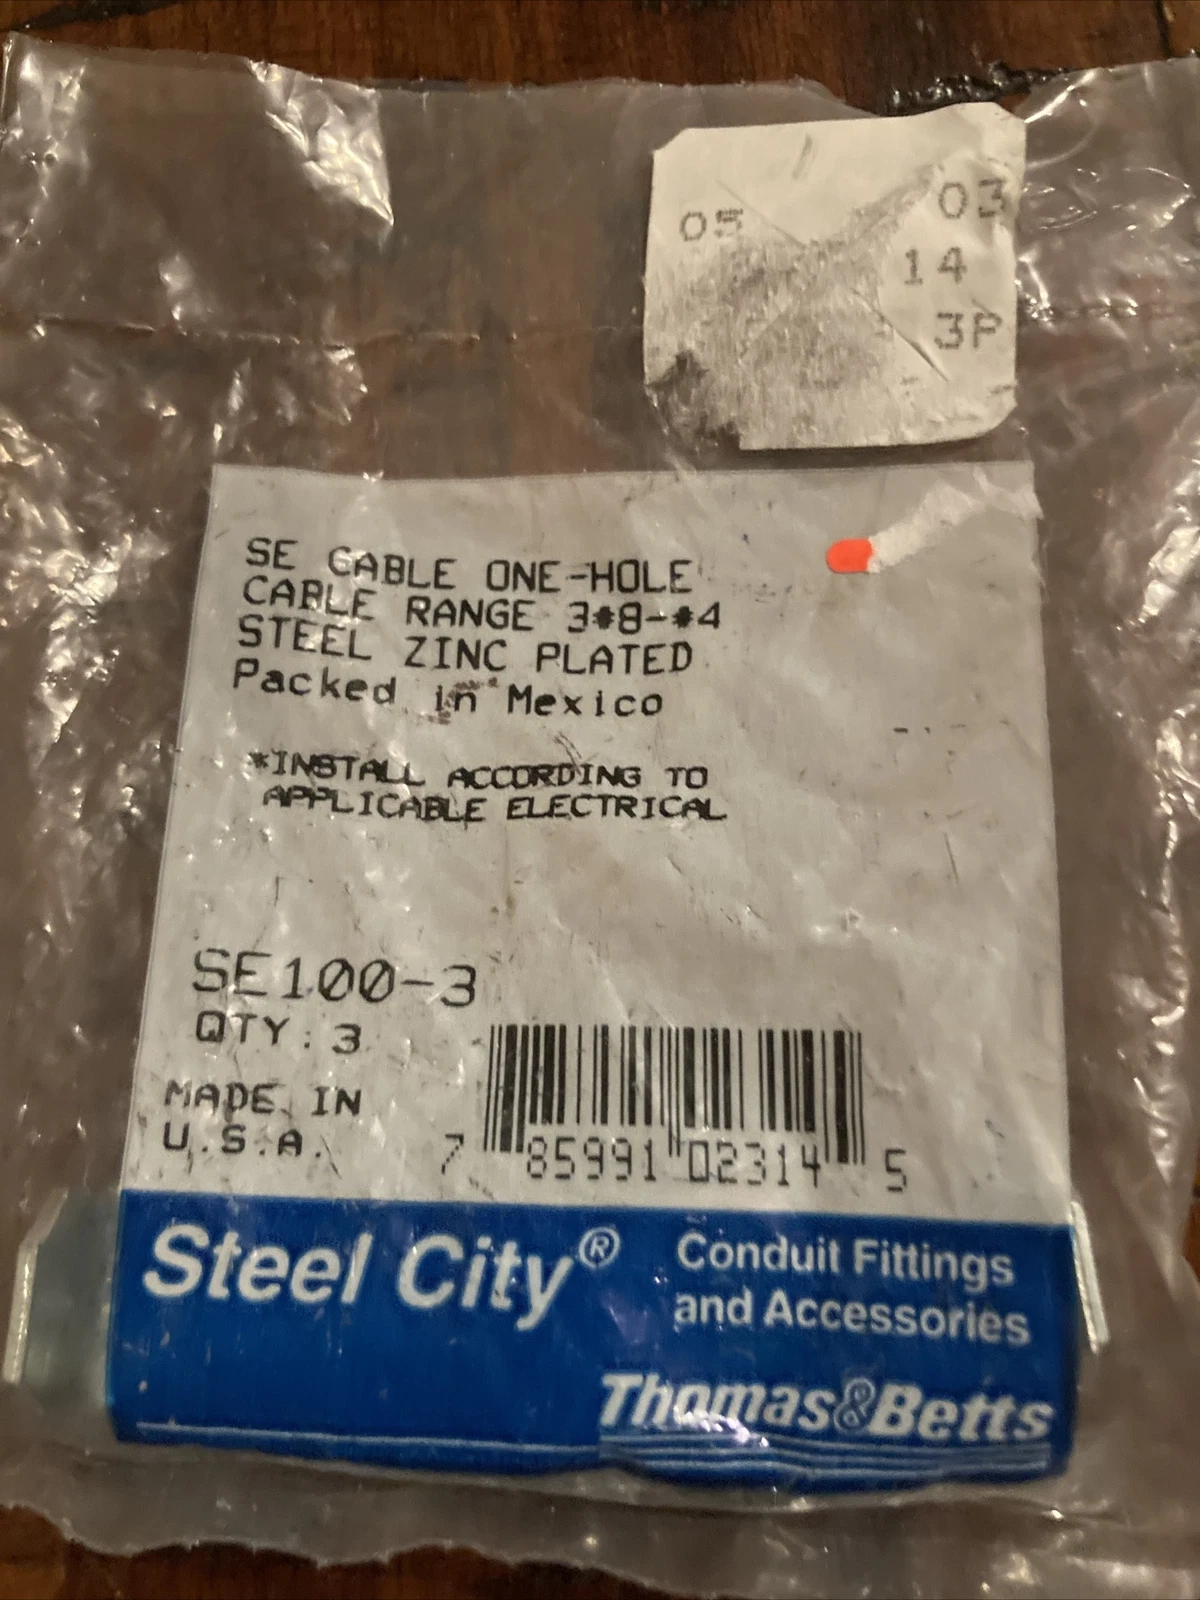 05 03
14
3P
SE CABLE ONE-HOLE
CABLE RANGE 3#8-#4
STEEL ZINC PLATED
Packed in Mexico
*INSTALL ACCORDING TO
APPLICABLE ELECTRICAL
SE100-3
QTY: 3
MADE IN
U.S.A.
7 85991 02314 5
Steel City®
Conduit Fittings
and Accessories
Thomas&Betts